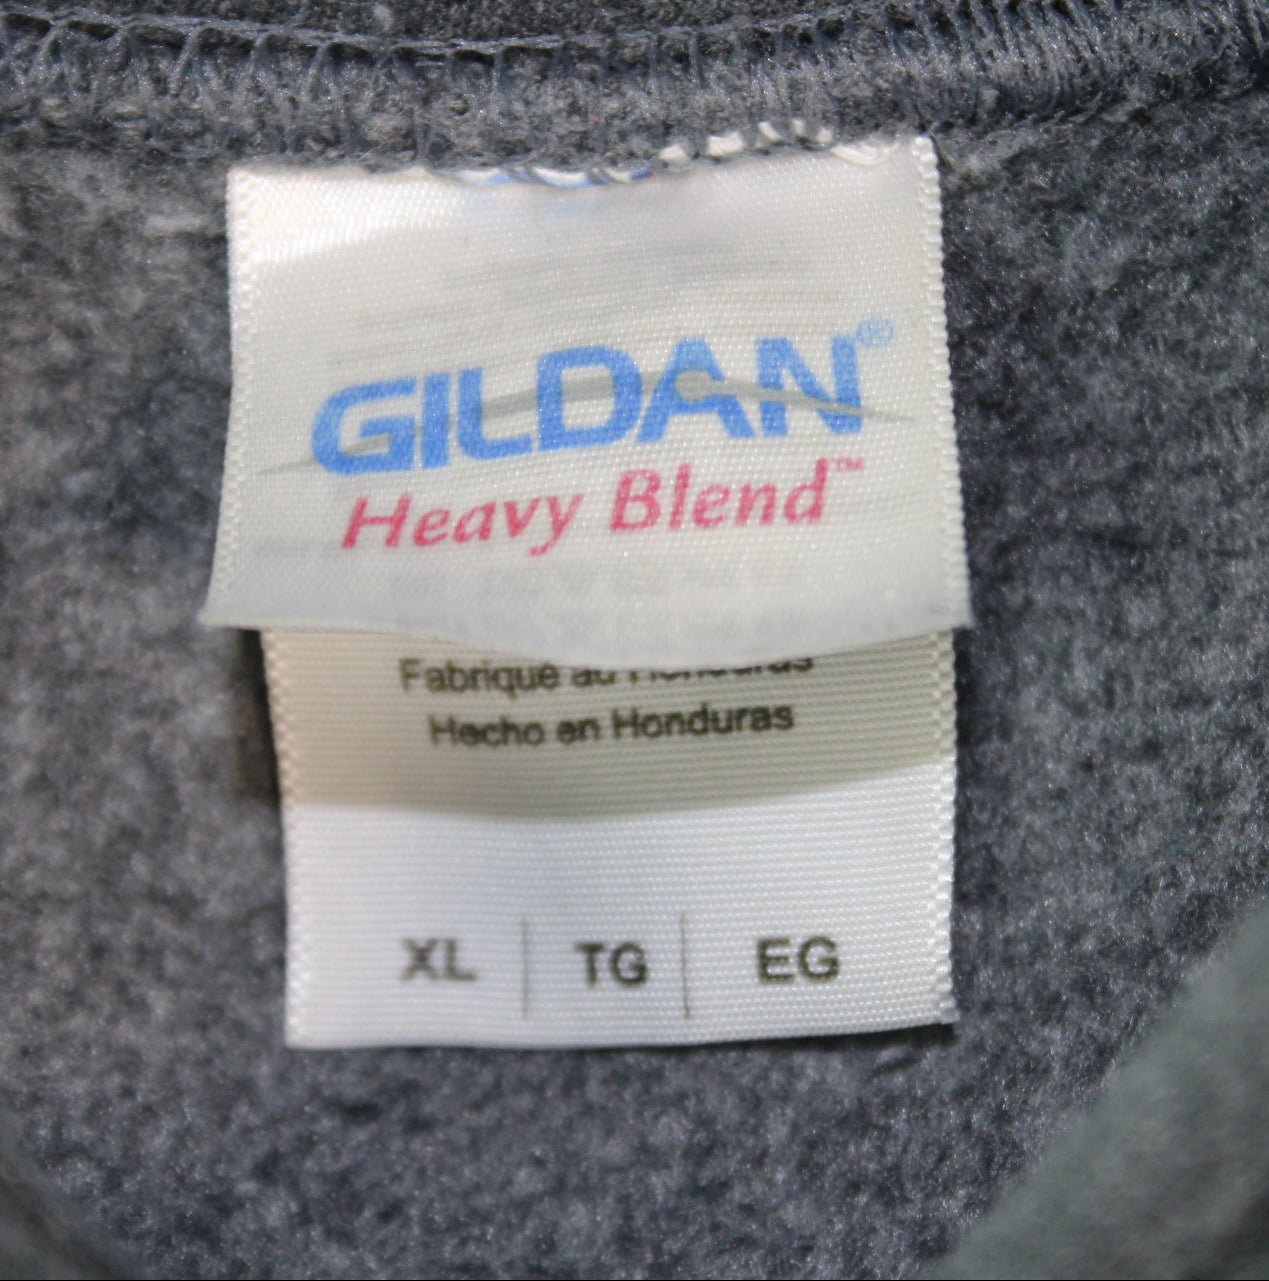 GILDAN®
Heavy Blend™
Fabrique au Honduras
Hecho en Honduras
XL | TG | EG